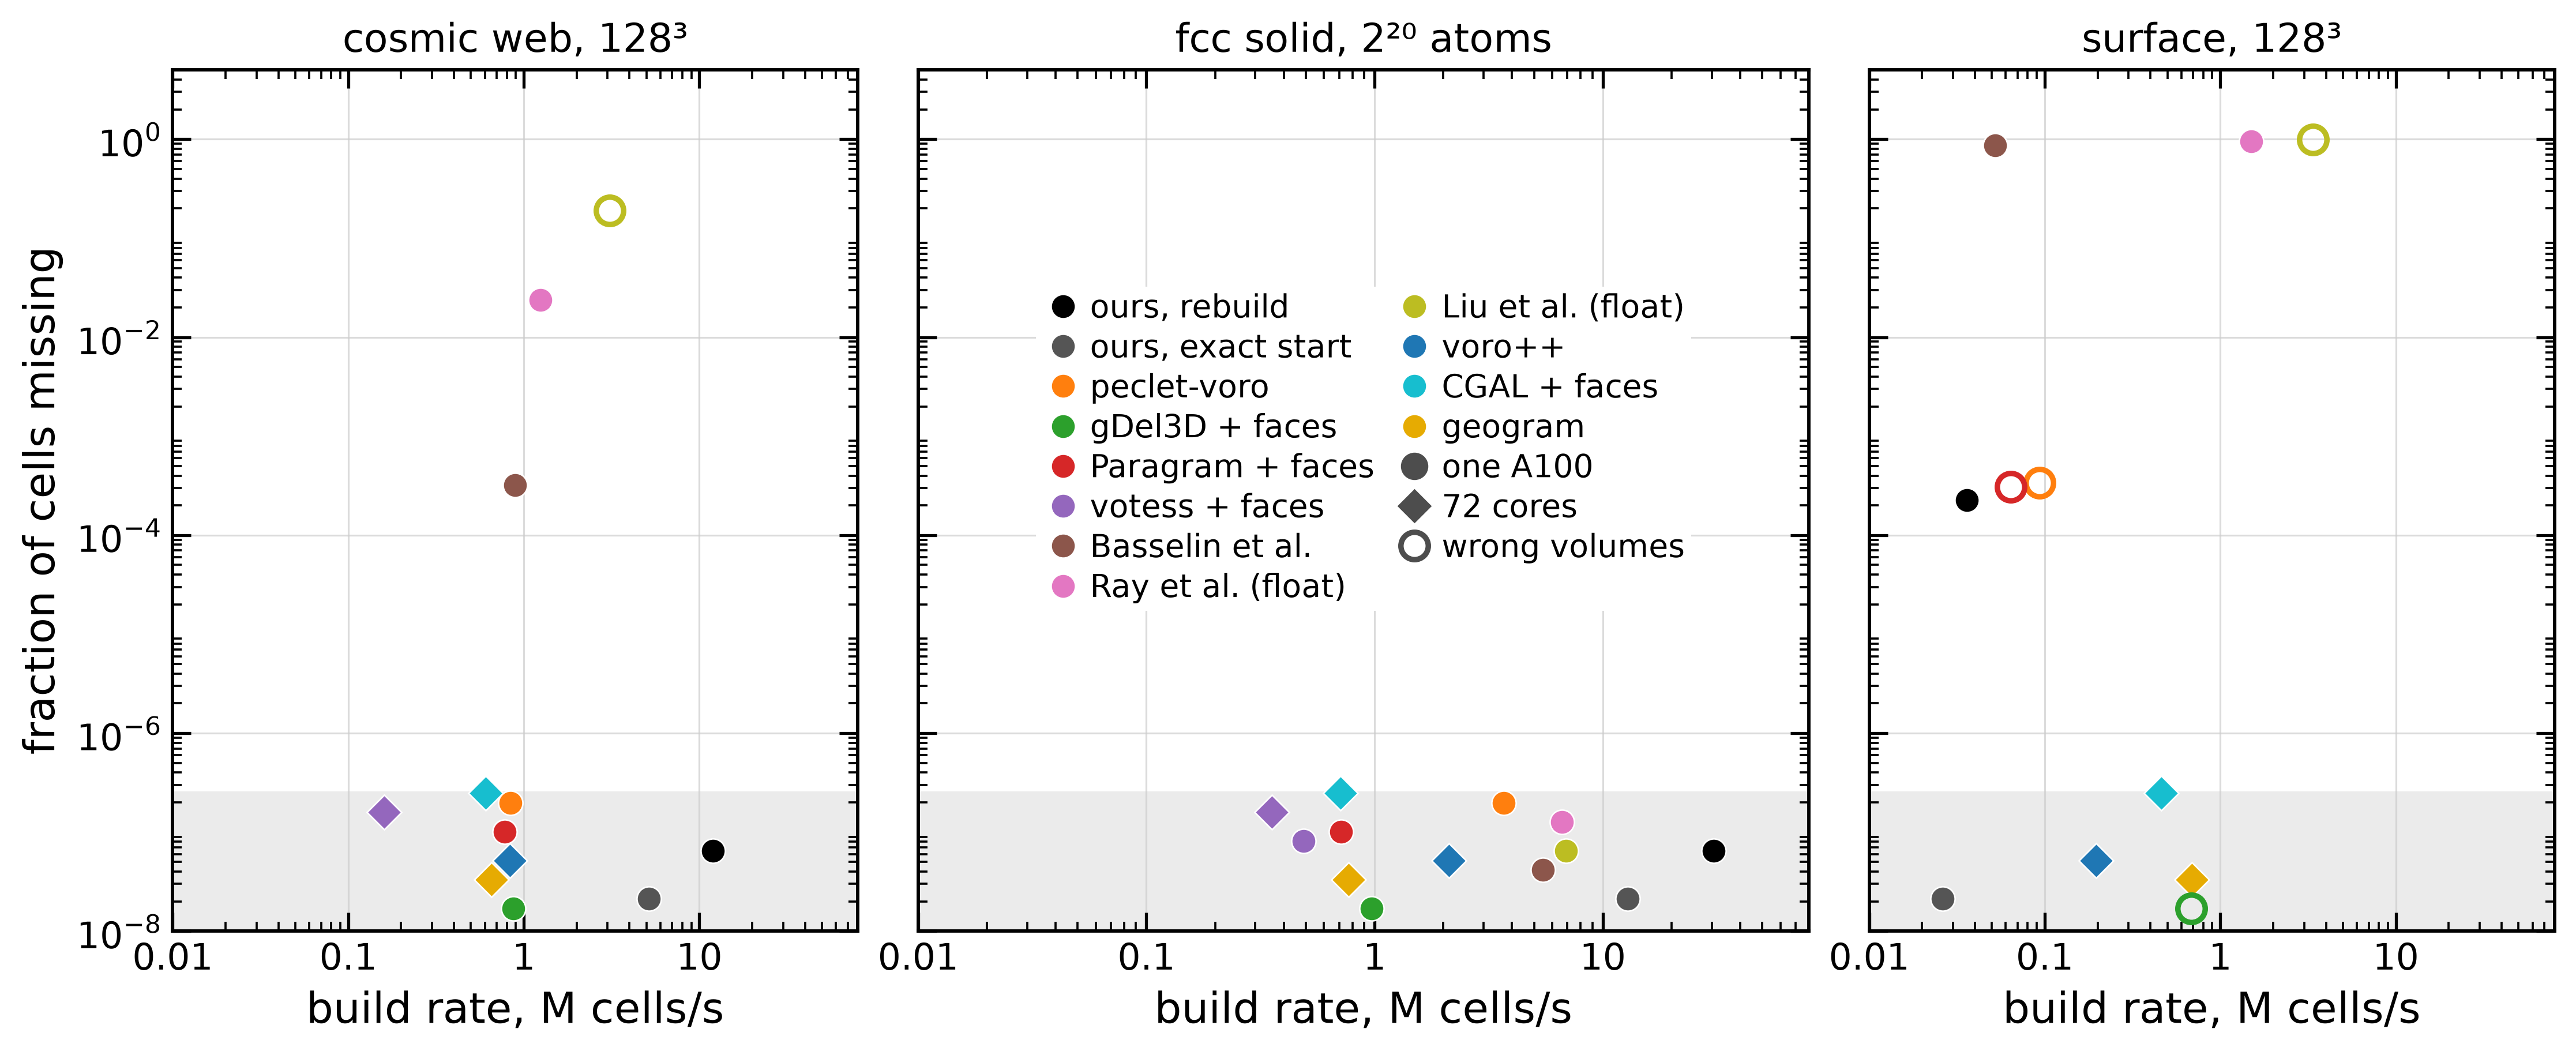 cosmic web, 128³
fcc solid, 2²⁰ atoms
surface, 128³
fraction of cells missing
10⁰
10⁻²
10⁻⁴
10⁻⁶
10⁻⁸
ours, rebuild
ours, exact start
peclet-voro
gDel3D + faces
Paragram + faces
votess + faces
Basselin et al.
Ray et al. (float)
Liu et al. (float)
voro++
CGAL + faces
geogram
one A100
72 cores
wrong volumes
0.01 0.1 1 10
0.01 0.1 1 10
0.01 0.1 1 10
build rate, M cells/s
build rate, M cells/s
build rate, M cells/s